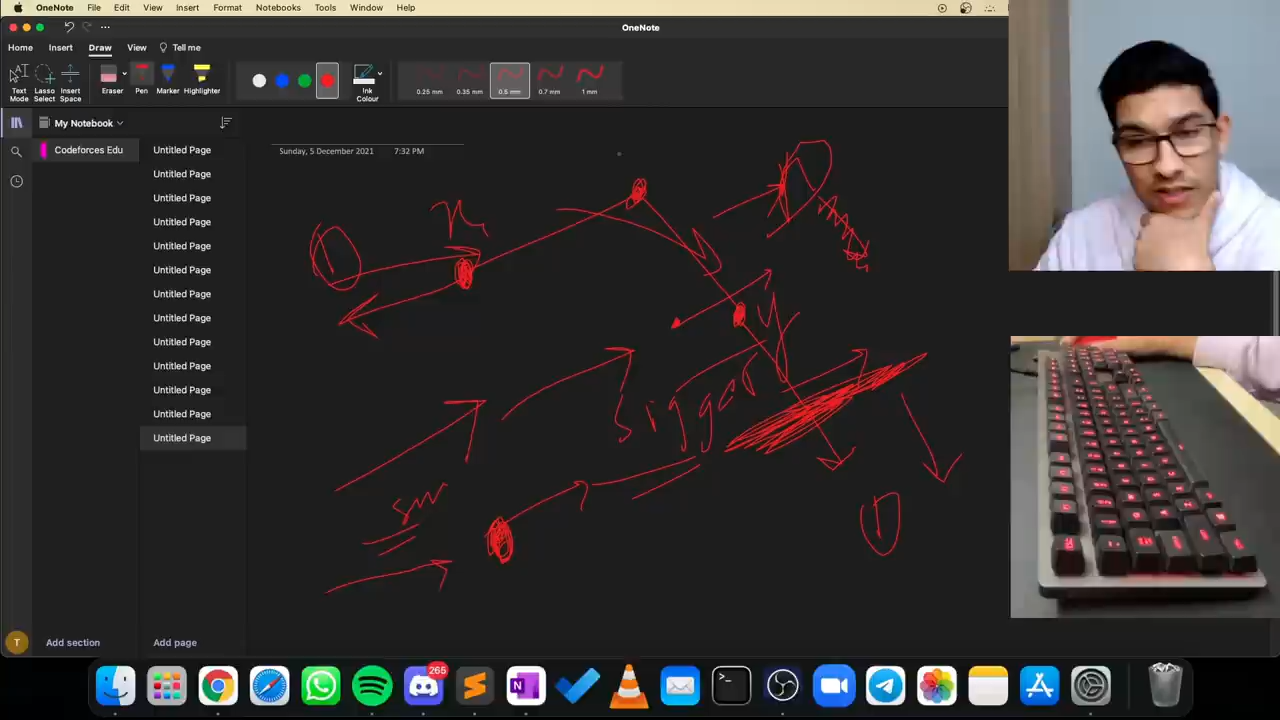 OneNote File Edit View Insert Format Notebooks Tools Window Help
OneNote
Home Insert Draw View Tell me
Text Mode
Lasso Select
Insert Space
Eraser
Pen
Marker
Highlighter
Ink Colour
0.25 mm
0.35 mm
0.5 mm
0.7 mm
1 mm
My Notebook
Codeforces Edu
Untitled Page
Untitled Page
Untitled Page
Untitled Page
Untitled Page
Untitled Page
Untitled Page
Untitled Page
Untitled Page
Untitled Page
Untitled Page
Untitled Page
Sunday, 5 December 2021 7:32 PM
y
bigger
T
Add section
Add page
265